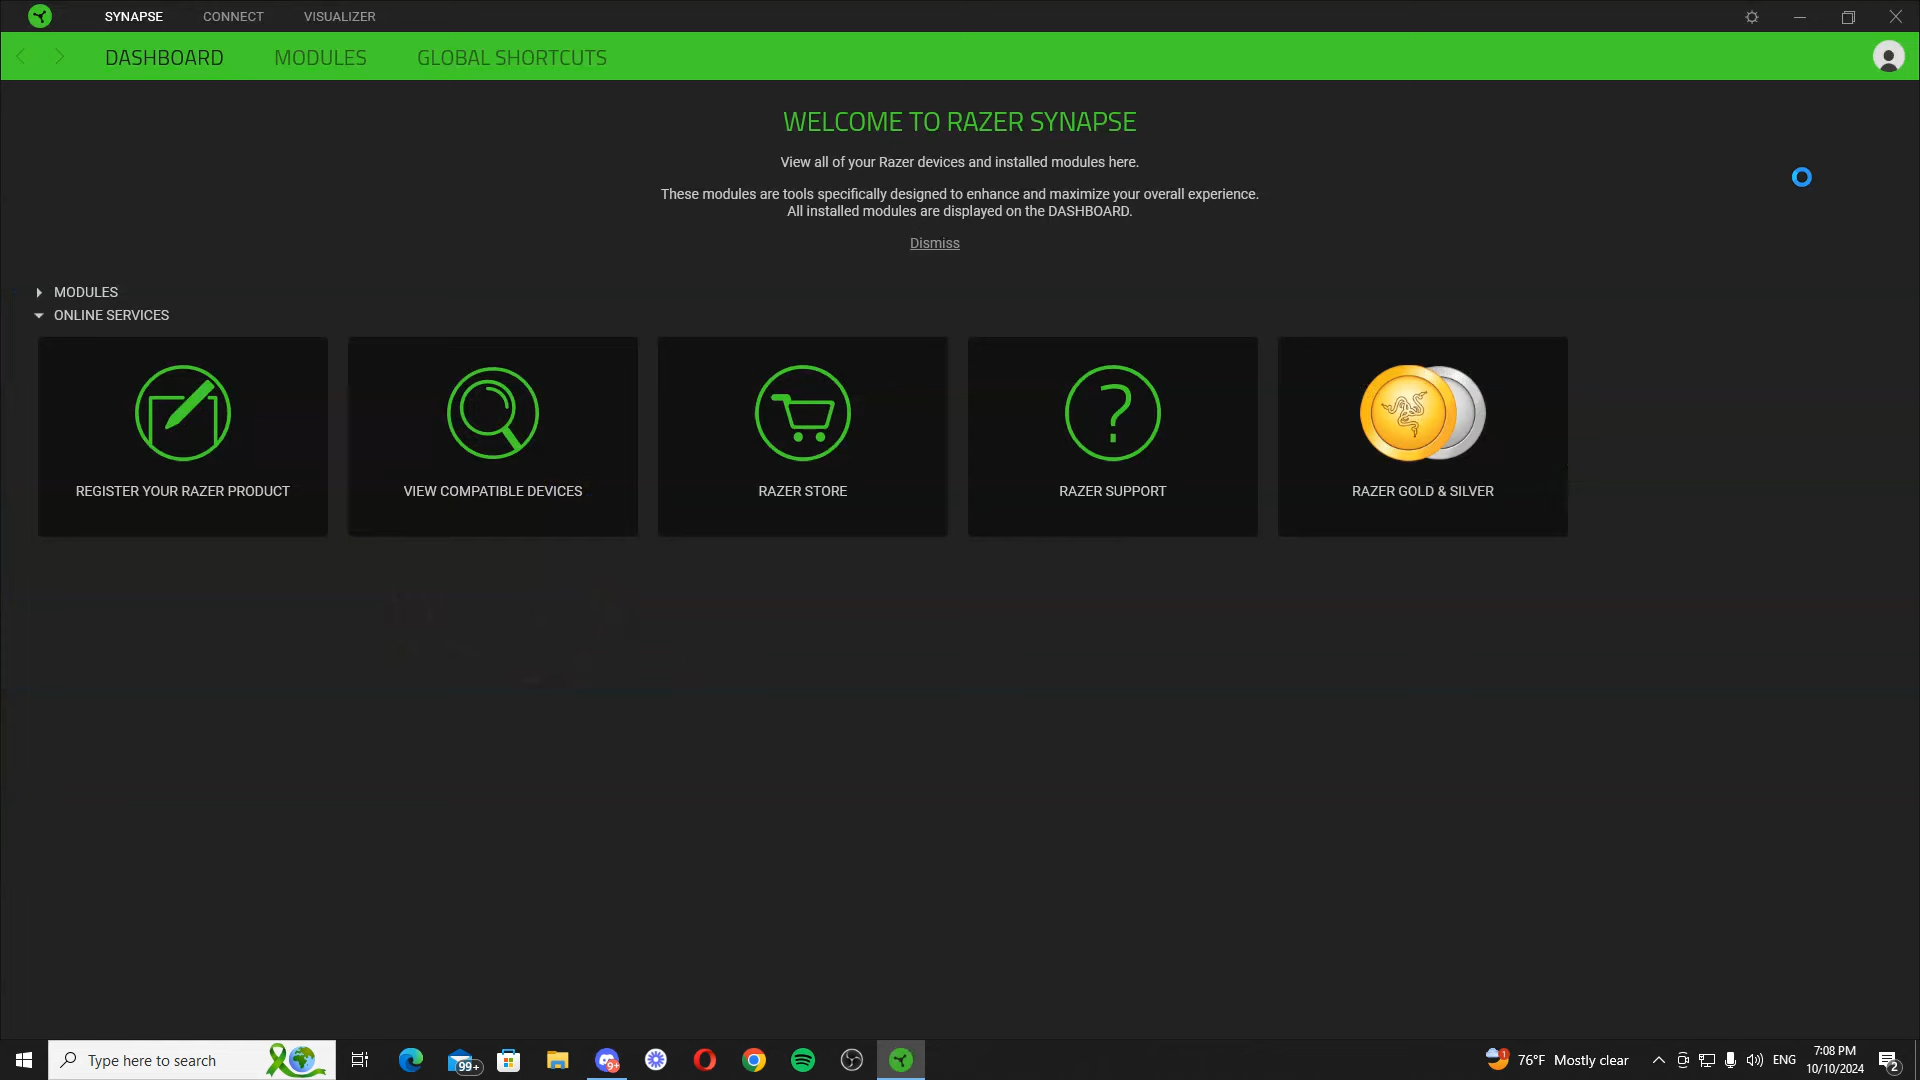 SYNAPSE CONNECT VISUALIZER
DASHBOARD MODULES GLOBAL SHORTCUTS
WELCOME TO RAZER SYNAPSE
View all of your Razer devices and installed modules here.
These modules are tools specifically designed to enhance and maximize your overall experience.
All installed modules are displayed on the DASHBOARD.
Dismiss
MODULES
ONLINE SERVICES
REGISTER YOUR RAZER PRODUCT
VIEW COMPATIBLE DEVICES
RAZER STORE
RAZER SUPPORT
RAZER GOLD & SILVER
Type here to search
99+
9+
1
76°F Mostly clear
ENG
7:08 PM
10/10/2024
2